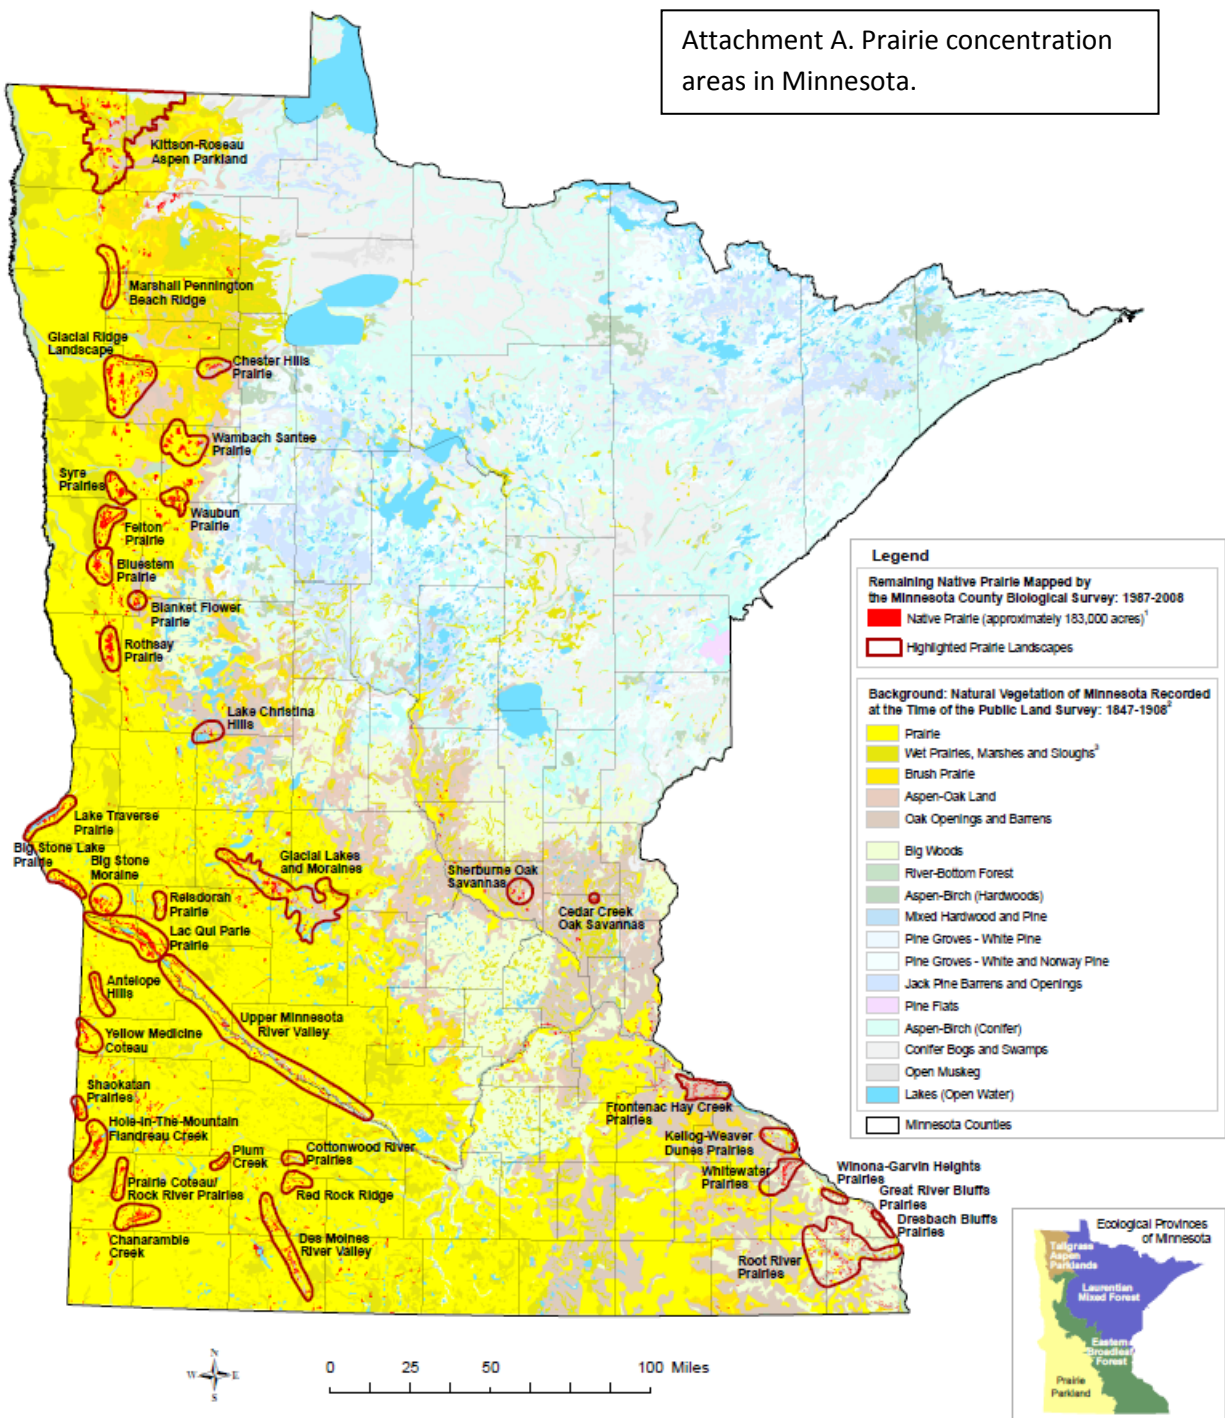 Attachment A. Prairie concentration
areas in Minnesota.
Kittson-Roseau
Aspen Parkland
Marshall Pennington
Beach Ridge
Glacial Ridge
Landscape
Chester Hills
Prairie
Wambach Santee
Prairie
Syre
Prairies
Waubun
Prairie
Felton
Prairie
Bluestem
Prairie
Blanket Flower
Prairie
Rothsay
Prairie
Lake Christina
Hills
Lake Traverse
Prairie
Big Stone Lake
Prairie
Big Stone
Moraine
Glacial Lakes
and Moraines
Sherburne Oak
Savannas
Cedar Creek
Oak Savannas
Reisdorah
Prairie
Lac Qui Parle
Prairie
Antelope
Hills
Upper Minnesota
River Valley
Yellow Medicine
Coteau
Shaokatan
Prairies
Hole-In-The-Mountain
Flandreau Creek
Plum
Creek
Cottonwood River
Prairies
Prairie Coteau/
Rock River Prairies
Red Rock Ridge
Chanarambie
Creek
Des Moines
River Valley
Frontenac Hay Creek
Prairies
Kellog-Weaver
Dunes Prairies
Whitewater
Prairies
Winona-Garvin Heights
Prairies
Great River Bluffs
Prairies
Dresbach Bluffs
Prairies
Root River
Prairies
Legend
Remaining Native Prairie Mapped by
the Minnesota County Biological Survey: 1987-2008
Native Prairie (approximately 183,000 acres)1
Highlighted Prairie Landscapes
Background: Natural Vegetation of Minnesota Recorded
at the Time of the Public Land Survey: 1847-19082
Prairie
Wet Prairies, Marshes and Sloughs3
Brush Prairie
Aspen-Oak Land
Oak Openings and Barrens
Big Woods
River-Bottom Forest
Aspen-Birch (Hardwoods)
Mixed Hardwood and Pine
Pine Groves - White Pine
Pine Groves - White and Norway Pine
Jack Pine Barrens and Openings
Pine Flats
Aspen-Birch (Conifer)
Conifer Bogs and Swamps
Open Muskeg
Lakes (Open Water)
Minnesota Counties
Ecological Provinces
of Minnesota
Tallgrass
Aspen
Parklands
Laurentian
Mixed Forest
Eastern
Broadleaf
Forest
Prairie
Parkland
N
W E
S
0 25 50 100 Miles